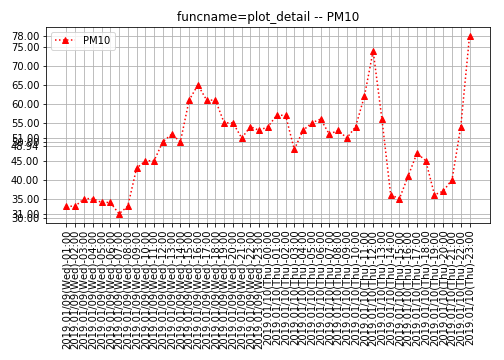 funcname=plot_detail -- PM10
PM10
78.00
75.00
70.00
65.00
60.00
55.00
51.00
45.00
40.00
35.00
31.00
30.00
2019.01/09(Wed)-01:00
2019.01/09(Wed)-02:00
2019.01/09(Wed)-03:00
2019.01/09(Wed)-04:00
2019.01/09(Wed)-05:00
2019.01/09(Wed)-06:00
2019.01/09(Wed)-07:00
2019.01/09(Wed)-08:00
2019.01/09(Wed)-09:00
2019.01/09(Wed)-10:00
2019.01/09(Wed)-11:00
2019.01/09(Wed)-12:00
2019.01/09(Wed)-13:00
2019.01/09(Wed)-14:00
2019.01/09(Wed)-15:00
2019.01/09(Wed)-16:00
2019.01/09(Wed)-17:00
2019.01/09(Wed)-18:00
2019.01/09(Wed)-19:00
2019.01/09(Wed)-20:00
2019.01/09(Wed)-21:00
2019.01/09(Wed)-22:00
2019.01/09(Wed)-23:00
2019.01/10(Thu)-01:00
2019.01/10(Thu)-02:00
2019.01/10(Thu)-03:00
2019.01/10(Thu)-04:00
2019.01/10(Thu)-05:00
2019.01/10(Thu)-06:00
2019.01/10(Thu)-07:00
2019.01/10(Thu)-08:00
2019.01/10(Thu)-09:00
2019.01/10(Thu)-10:00
2019.01/10(Thu)-11:00
2019.01/10(Thu)-12:00
2019.01/10(Thu)-13:00
2019.01/10(Thu)-14:00
2019.01/10(Thu)-15:00
2019.01/10(Thu)-16:00
2019.01/10(Thu)-17:00
2019.01/10(Thu)-18:00
2019.01/10(Thu)-19:00
2019.01/10(Thu)-20:00
2019.01/10(Thu)-21:00
2019.01/10(Thu)-22:00
2019.01/10(Thu)-23:00